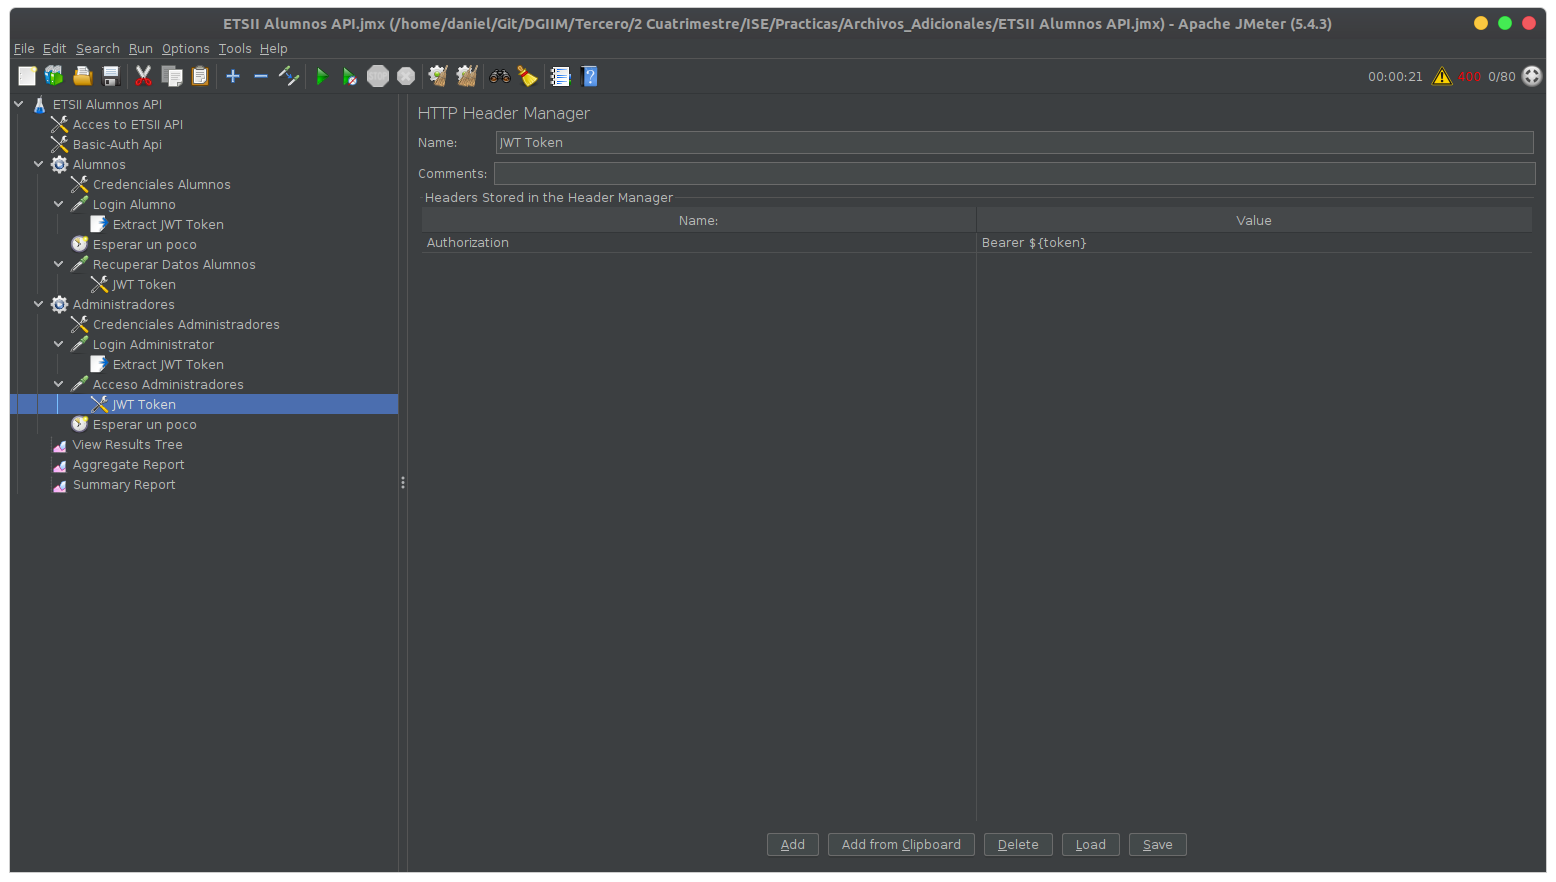 ETSII Alumnos API.jmx (/home/daniel/Git/DGIIM/Tercero/2 Cuatrimestre/ISE/Practicas/Archivos_Adicionales/ETSII Alumnos API.jmx) - Apache JMeter (5.4.3)
File Edit Search Run Options Tools Help
00:00:21 400 0/80
ETSII Alumnos API
Acces to ETSII API
Basic-Auth Api
Alumnos
Credenciales Alumnos
Login Alumno
Extract JWT Token
Esperar un poco
Recuperar Datos Alumnos
JWT Token
Administradores
Credenciales Administradores
Login Administrator
Extract JWT Token
Acceso Administradores
JWT Token
Esperar un poco
View Results Tree
Aggregate Report
Summary Report
HTTP Header Manager
Name: JWT Token
Comments:
Headers Stored in the Header Manager
Name: Value
Authorization Bearer ${token}
Add Add from Clipboard Delete Load Save